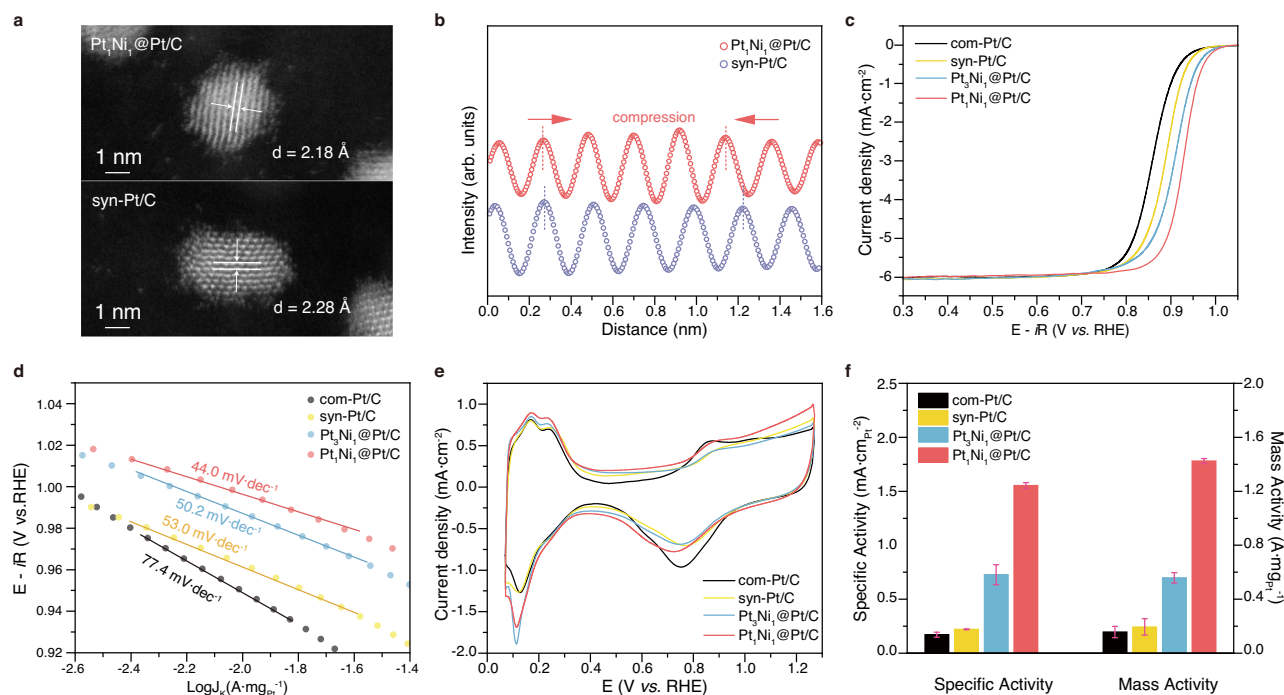 a
Pt₁Ni₁@Pt/C
1 nm
d = 2.18 Å
syn-Pt/C
1 nm
d = 2.28 Å
b
Pt₁Ni₁@Pt/C
syn-Pt/C
compression
Intensity (arb. units)
0.0 0.2 0.4 0.6 0.8 1.0 1.2 1.4 1.6
Distance (nm)
c
com-Pt/C
syn-Pt/C
Pt₃Ni₁@Pt/C
Pt₁Ni₁@Pt/C
Current density (mA·cm⁻²)
0
-1
-2
-3
-4
-5
-6
0.3 0.4 0.5 0.6 0.7 0.8 0.9 1.0
E - iR (V vs. RHE)
d
com-Pt/C
syn-Pt/C
Pt₃Ni₁@Pt/C
Pt₁Ni₁@Pt/C
44.0 mV·dec⁻¹
50.2 mV·dec⁻¹
53.0 mV·dec⁻¹
77.4 mV·dec⁻¹
E - iR (V vs.RHE)
1.04
1.02
1.00
0.98
0.96
0.94
0.92
-2.6 -2.4 -2.2 -2.0 -1.8 -1.6 -1.4
LogJₖ(A·mgPt⁻¹)
e
com-Pt/C
syn-Pt/C
Pt₃Ni₁@Pt/C
Pt₁Ni₁@Pt/C
Current density (mA·cm⁻²)
1.0
0.5
0.0
-0.5
-1.0
-1.5
-2.0
0.0 0.2 0.4 0.6 0.8 1.0 1.2
E (V vs. RHE)
f
com-Pt/C
syn-Pt/C
Pt₃Ni₁@Pt/C
Pt₁Ni₁@Pt/C
Specific Activity (mA·cmPt⁻²)
2.5
2.0
1.5
1.0
0.5
0.0
2.0
1.6
1.2
0.8
0.4
0.0
Mass Activity (A·mgPt⁻¹)
Specific Activity Mass Activity